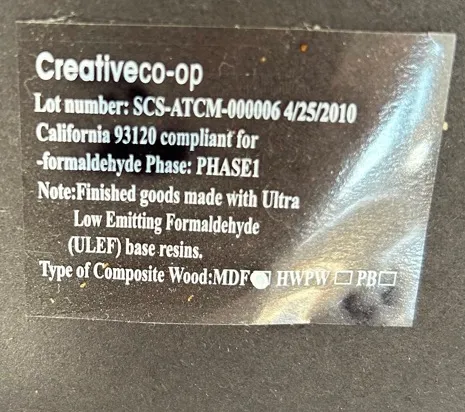 Creativeco-op
Lot number: SCS-ATCM-000006 4/25/2010
California 93120 compliant for
-formaldehyde Phase: PHASE1
Note:Finished goods made with Ultra
Low Emitting Formaldehyde
(ULEF) base resins.
Type of Composite Wood:MDF HWPW PB